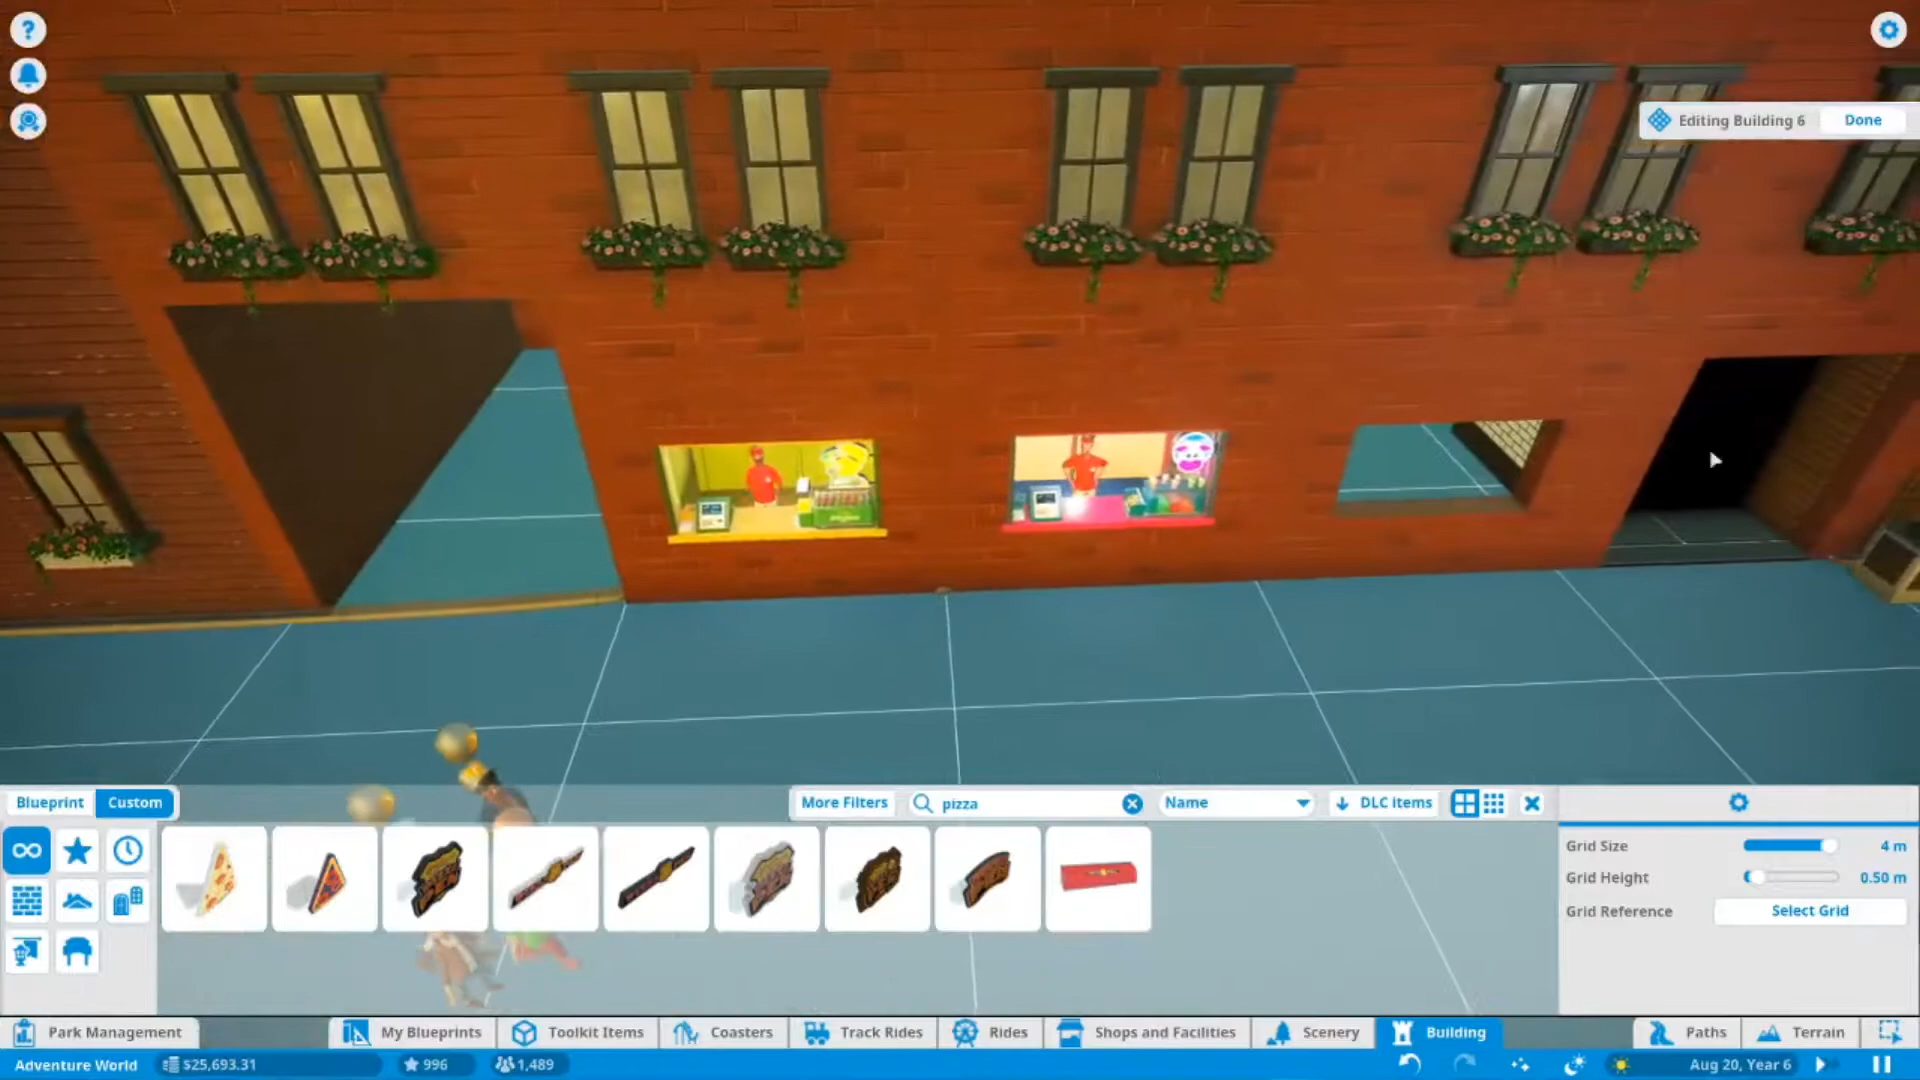 ?
Editing Building 6 Done
Blueprint Custom More Filters pizza Name DLC items
Grid Size 4 m
Grid Height 0.50 m
Grid Reference Select Grid
Park Management My Blueprints Toolkit Items Coasters Track Rides Rides Shops and Facilities Scenery Building Paths Terrain
Adventure World $25,693.31 996 1,489 Aug 20, Year 6